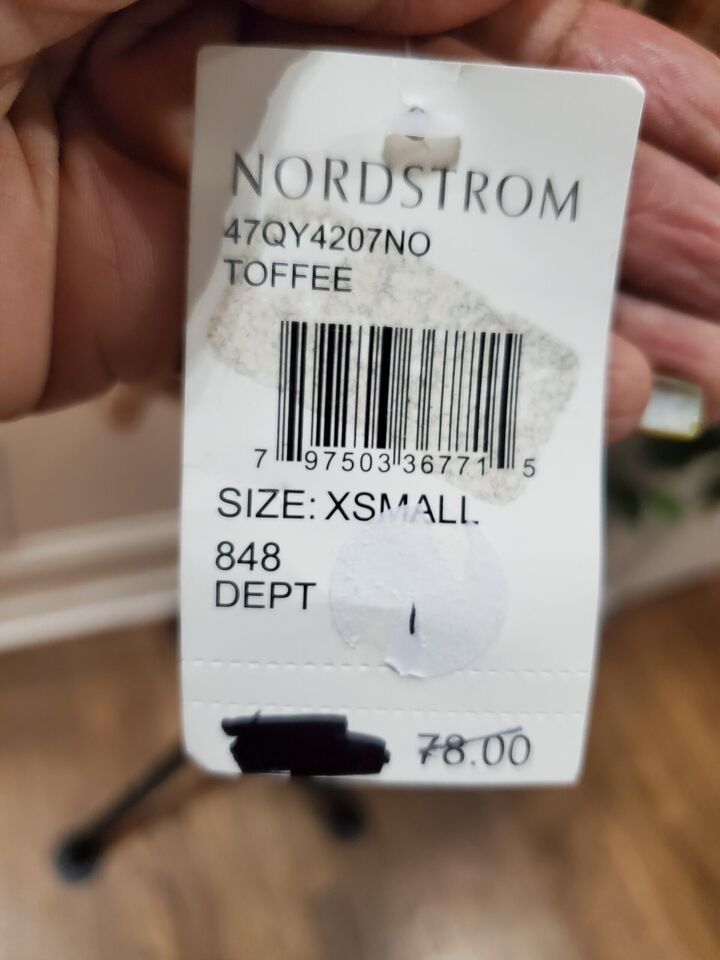 NORDSTROM
47QY4207NO
TOFFEE
7 97503 36771 5
SIZE: XSMALL
848
DEPT
78.00